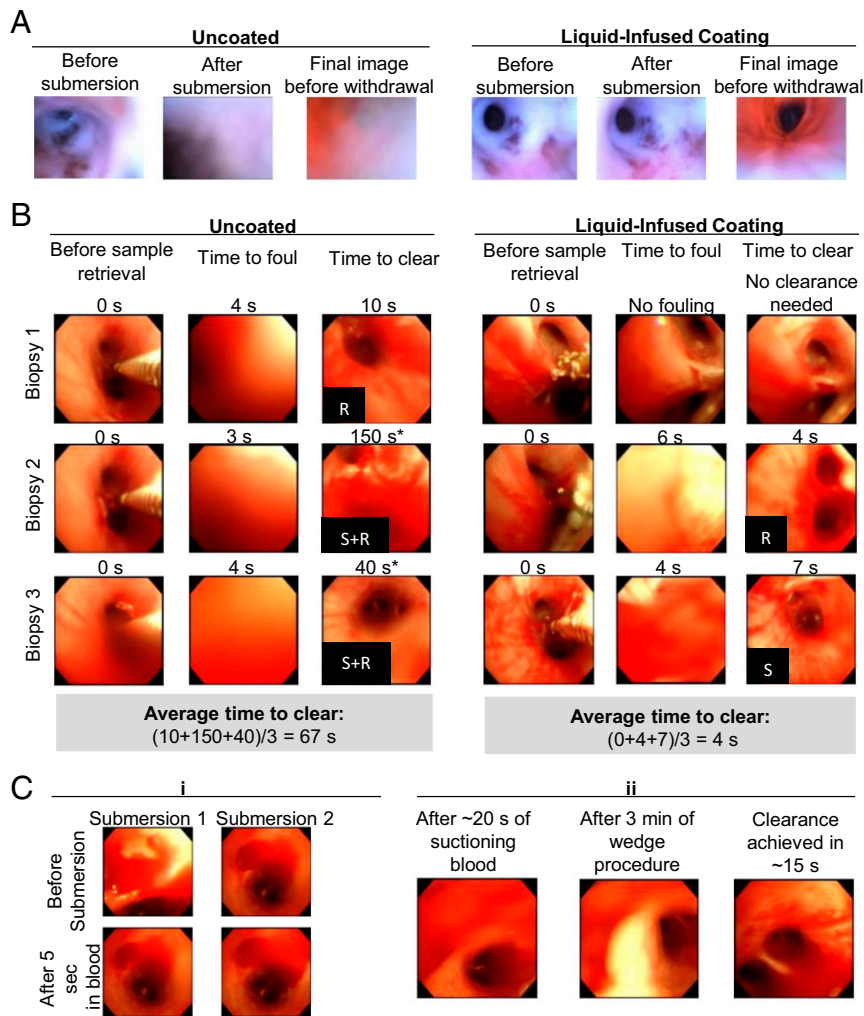 A
Uncoated
Before submersion
After submersion
Final image before withdrawal
Liquid-Infused Coating
Before submersion
After submersion
Final image before withdrawal
B
Uncoated
Before sample retrieval
Time to foul
Time to clear
Liquid-Infused Coating
Before sample retrieval
Time to foul
Time to clear
Biopsy 1
0 s
4 s
10 s
R
0 s
No fouling
No clearance needed
Biopsy 2
0 s
3 s
150 s*
S+R
0 s
6 s
4 s
R
Biopsy 3
0 s
4 s
40 s*
S+R
0 s
4 s
7 s
S
Average time to clear:
(10+150+40)/3 = 67 s
Average time to clear:
(0+4+7)/3 = 4 s
C
i
Submersion 1
Submersion 2
Before Submersion
After 5 sec in blood
ii
After ~20 s of suctioning blood
After 3 min of wedge procedure
Clearance achieved in ~15 s